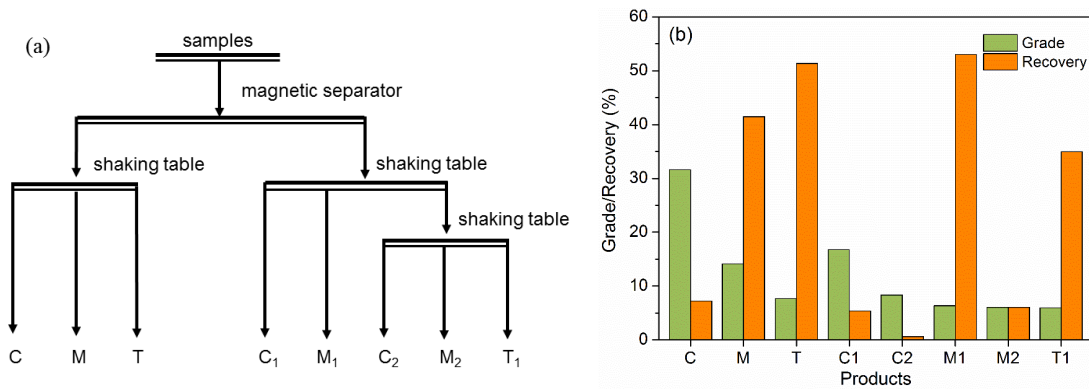 (a)
samples
magnetic separator
shaking table
shaking table
shaking table
C M T C₁ M₁ C₂ M₂ T₁
(b)
Grade
Recovery
Grade/Recovery (%)
60
50
40
30
20
10
0
C M T C1 C2 M1 M2 T1
Products